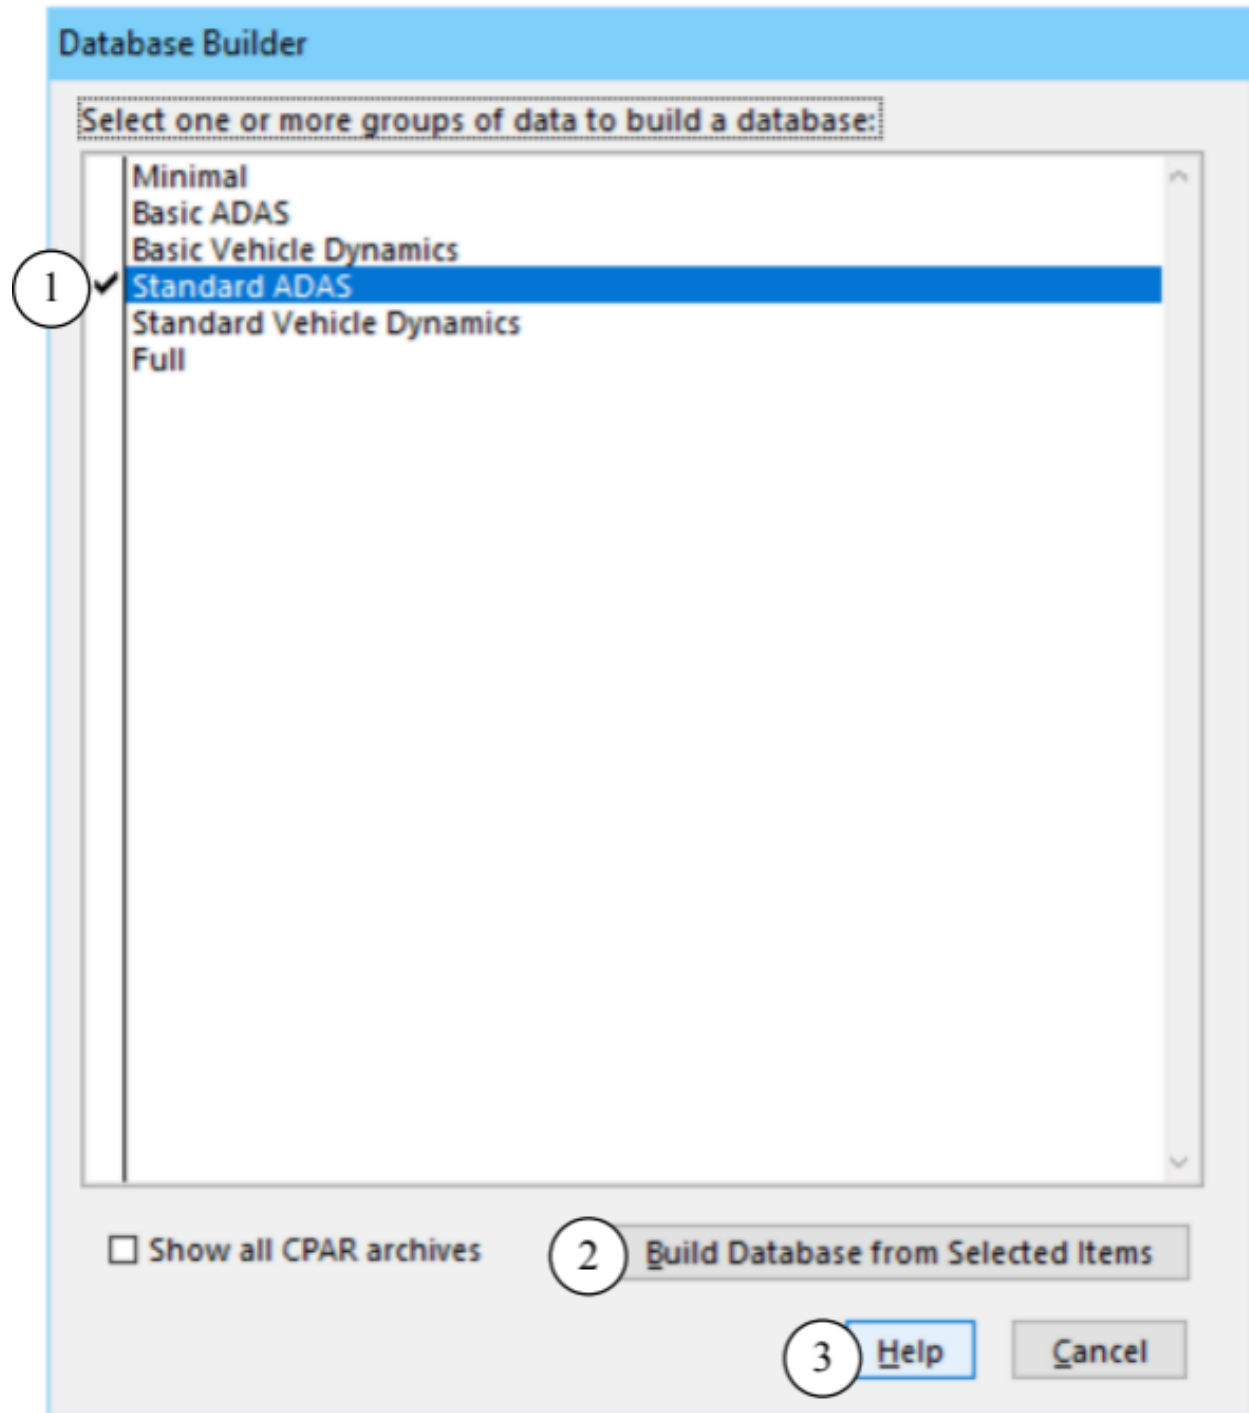 Database Builder
Select one or more groups of data to build a database:
Minimal
Basic ADAS
Basic Vehicle Dynamics
1
Standard ADAS
Standard Vehicle Dynamics
Full
Show all CPAR archives
2
Build Database from Selected Items
3
Help
Cancel